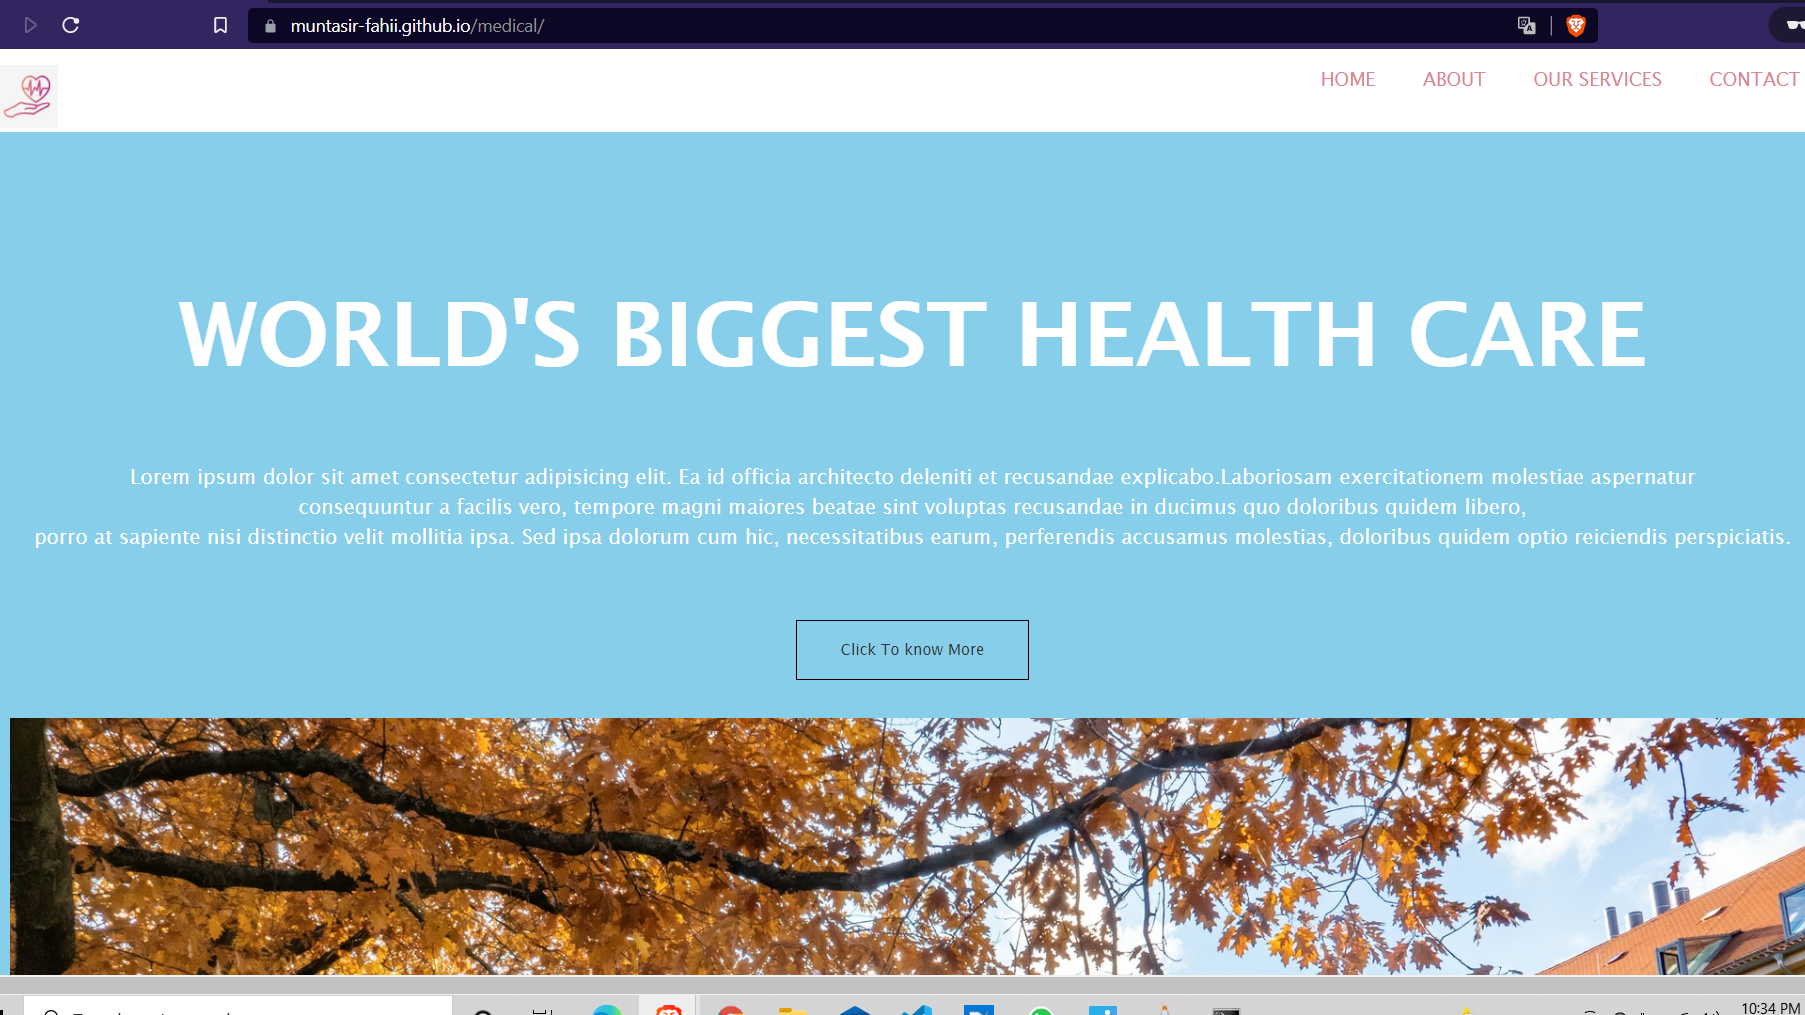 muntasir-fahii.github.io/medical/
HOME ABOUT OUR SERVICES CONTACT
WORLD'S BIGGEST HEALTH CARE
Lorem ipsum dolor sit amet consectetur adipisicing elit. Ea id officia architecto deleniti et recusandae explicabo.Laboriosam exercitationem molestiae aspernatur
consequuntur a facilis vero, tempore magni maiores beatae sint voluptas recusandae in ducimus quo doloribus quidem libero,
porro at sapiente nisi distinctio velit mollitia ipsa. Sed ipsa dolorum cum hic, necessitatibus earum, perferendis accusamus molestias, doloribus quidem optio reiciendis perspiciatis.
Click To know More
10:34 PM